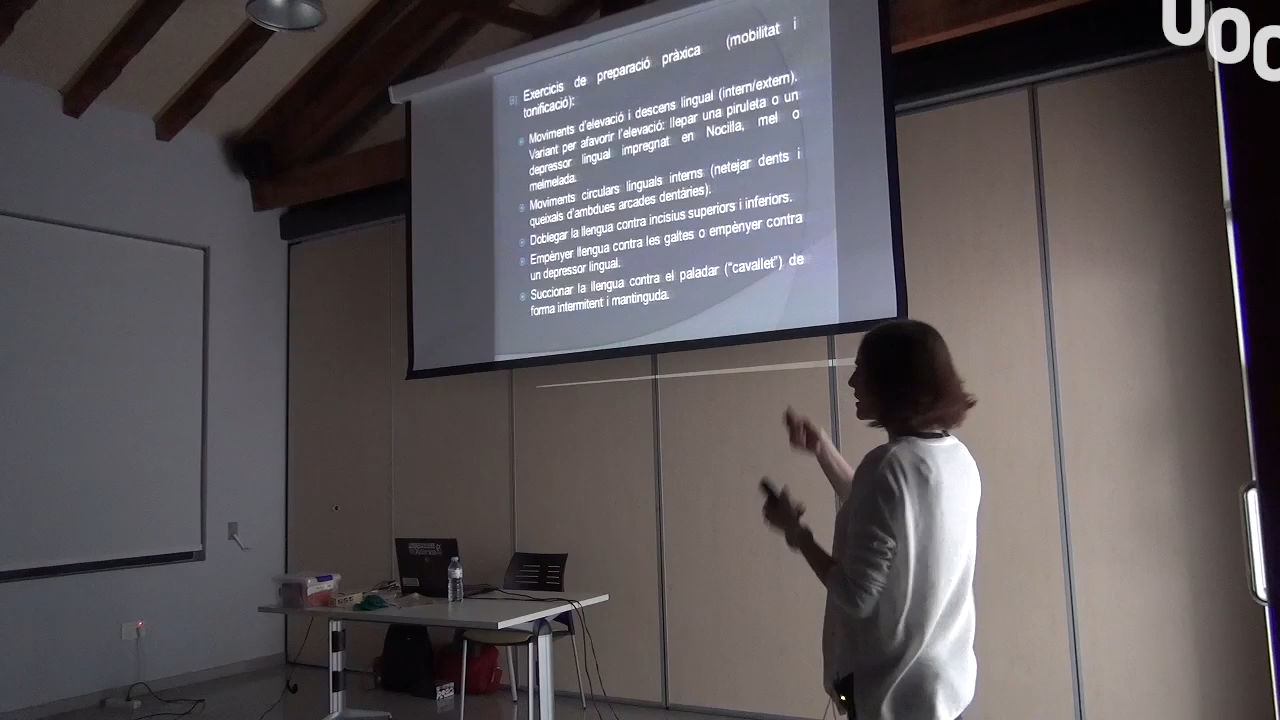 UOC
Exercicis de preparació pràxica (mobilitat i
tonificació):
Moviments d'elevació i descens lingual (intern/extern).
Variant per afavorir l'elevació: llepar una piruleta o un
depressor lingual impregnat en Nocilla, mel o
melmelada.
Moviments circulars linguals interns (netejar dents i
queixals d'ambdues arcades dentàries).
Doblegar la llengua contra incisius superiors i inferiors.
Empènyer llengua contra les galtes o empènyer contra
un depressor lingual.
Succionar la llengua contra el paladar ("cavallet") de
forma intermitent i mantinguda.